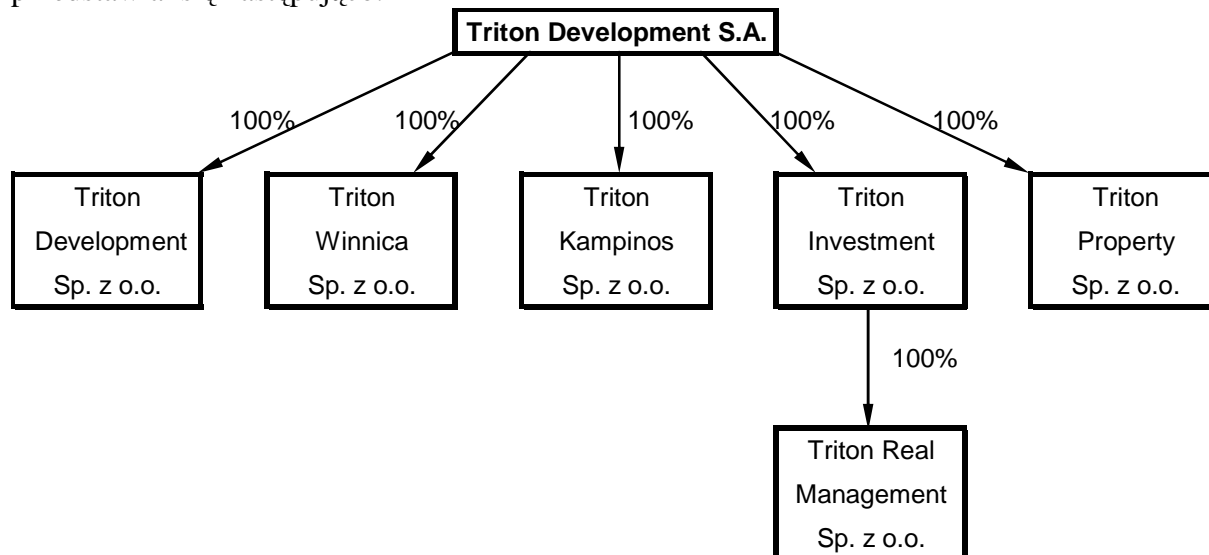 Triton Development S.A.
100%
100%
100%
100%
100%
Triton
Development
Sp. z o.o.
Triton
Winnica
Sp. z o.o.
Triton
Kampinos
Sp. z o.o.
Triton
Investment
Sp. z o.o.
Triton
Property
Sp. z o.o.
100%
Triton Real
Management
Sp. z o.o.